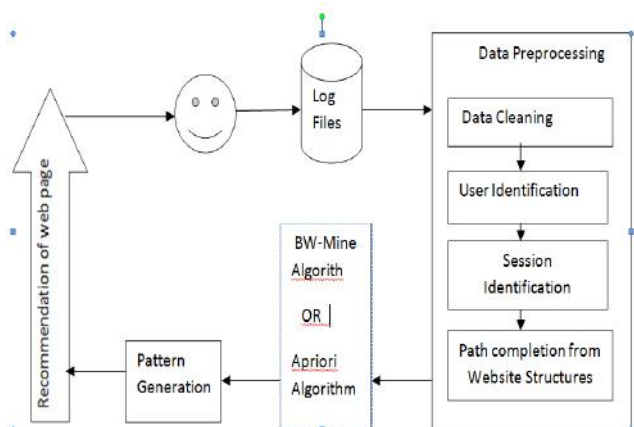 Data Preprocessing
Log
Files
Data Cleaning
User Identification
Session
Identification
Path completion from
Website Structures
BW-Mine
Algorith
OR
Apriori
Algorithm
Pattern
Generation
Recommendation of web page